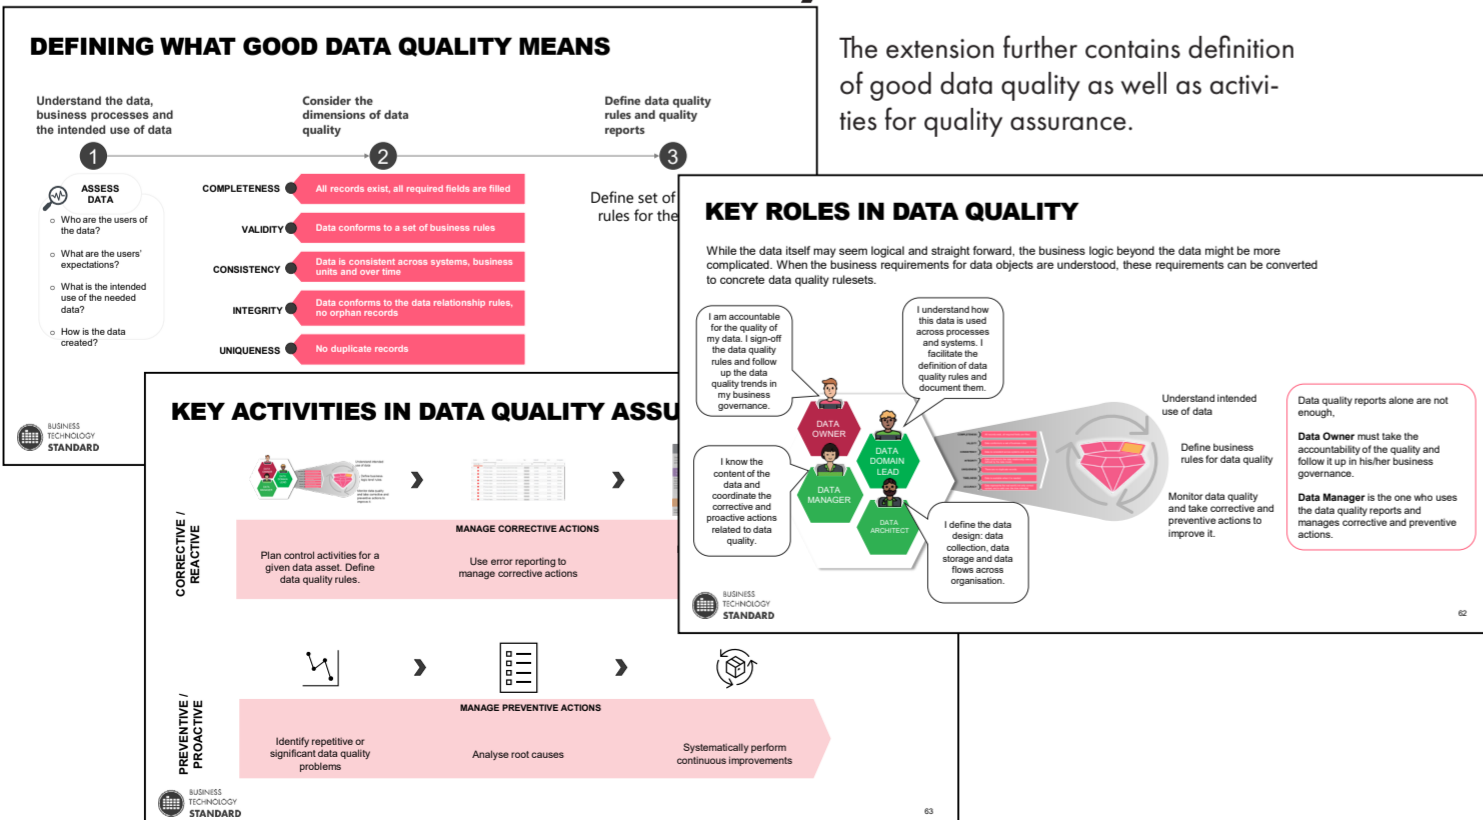 The extension further contains definition
of good data quality as well as activi-
ties for quality assurance.
DEFINING WHAT GOOD DATA QUALITY MEANS
Understand the data,
business processes and
the intended use of data
Consider the
dimensions of data
quality
Define data quality
rules and quality
reports
1
2
3
ASSESS
DATA
o Who are the users of
the data?
o What are the users'
expectations?
o What is the intended
use of the needed
data?
o How is the data
created?
COMPLETENESS
All records exist, all required fields are filled
VALIDITY
Data conforms to a set of business rules
CONSISTENCY
Data is consistent across systems, business
units and over time
INTEGRITY
Data conforms to the data relationship rules,
no orphan records
UNIQUENESS
No duplicate records
Define set of
rules for the
BUSINESS
TECHNOLOGY
STANDARD
KEY ROLES IN DATA QUALITY
While the data itself may seem logical and straight forward, the business logic beyond the data might be more
complicated. When the business requirements for data objects are understood, these requirements can be converted
to concrete data quality rulesets.
I am accountable
for the quality of
my data. I sign-off
the data quality
rules and follow
up the data
quality trends in
my business
governance.
I understand how
this data is used
across processes
and systems. I
facilitate the
definition of data
quality rules and
document them.
I know the
content of the
data and
coordinate the
corrective and
proactive actions
related to data
quality.
I define the data
design: data
collection, data
storage and data
flows across
organisation.
DATA
OWNER
DATA
DOMAIN
LEAD
DATA
MANAGER
DATA
ARCHITECT
Understand intended
use of data
Define business
rules for data quality
Monitor data quality
and take corrective and
preventive actions to
improve it.
Data quality reports alone are not
enough,
Data Owner must take the
accountability of the quality and
follow it up in his/her business
governance.
Data Manager is the one who uses
the data quality reports and
manages corrective and preventive
actions.
BUSINESS
TECHNOLOGY
STANDARD
62
KEY ACTIVITIES IN DATA QUALITY ASSU
CORRECTIVE /
REACTIVE
MANAGE CORRECTIVE ACTIONS
Plan control activities for a
given data asset. Define
data quality rules.
Use error reporting to
manage corrective actions
PREVENTIVE /
PROACTIVE
MANAGE PREVENTIVE ACTIONS
Identify repetitive or
significant data quality
problems
Analyse root causes
Systematically perform
continuous improvements
BUSINESS
TECHNOLOGY
STANDARD
63